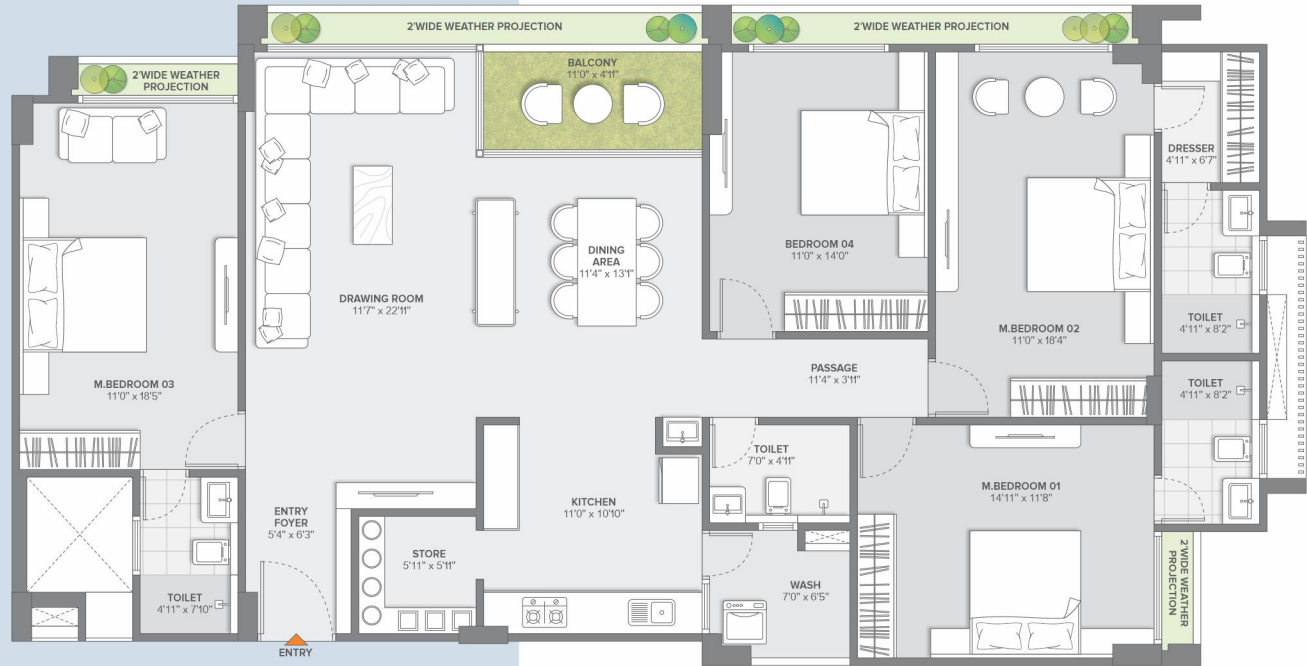 2'WIDE WEATHER PROJECTION
2'WIDE WEATHER PROJECTION
2'WIDE WEATHER
PROJECTION
BALCONY
11'0" x 4'11"
DRESSER
4'11" x 6'7"
BEDROOM 04
11'0" x 14'0"
DINING
AREA
11'4" x 13'1"
DRAWING ROOM
11'7" x 22'11"
M.BEDROOM 02
11'0" x 18'4"
TOILET
4'11" x 8'2"
M.BEDROOM 03
11'0" x 18'5"
PASSAGE
11'4" x 3'11"
TOILET
4'11" x 8'2"
TOILET
7'0" x 4'11"
M.BEDROOM 01
14'11" x 11'8"
KITCHEN
11'0" x 10'10"
ENTRY
FOYER
5'4" x 6'3"
STORE
5'11" x 5'11"
WASH
7'0" x 6'5"
2'WIDE WEATHER
PROJECTION
TOILET
4'11" x 7'10"
ENTRY